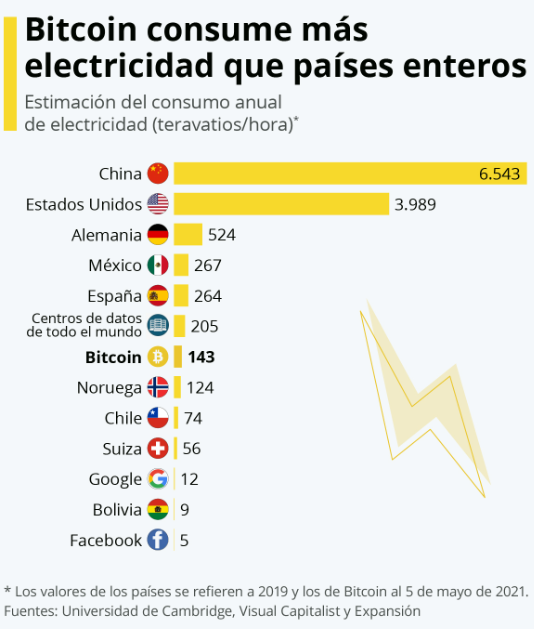 Bitcoin consume más
electricidad que países enteros
Estimación del consumo anual
de electricidad (teravatios/hora)*
China 6.543
Estados Unidos 3.989
Alemania 524
México 267
España 264
Centros de datos
de todo el mundo 205
Bitcoin 143
Noruega 124
Chile 74
Suiza 56
Google 12
Bolivia 9
Facebook 5
* Los valores de los países se refieren a 2019 y los de Bitcoin al 5 de mayo de 2021.
Fuentes: Universidad de Cambridge, Visual Capitalist y Expansión